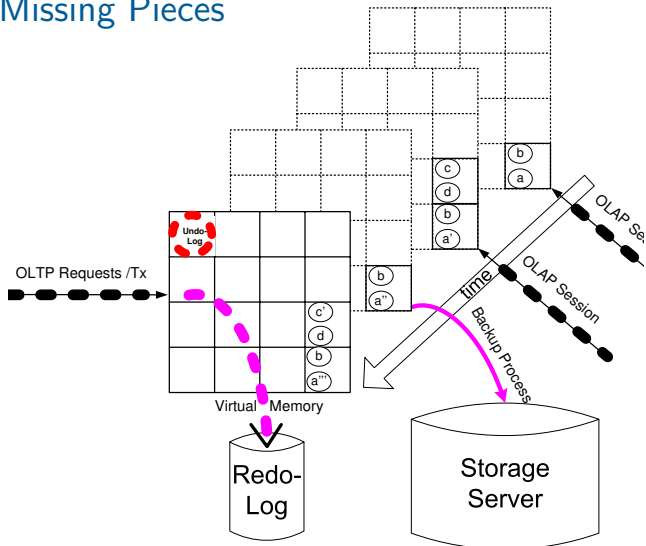 Missing Pieces
b
a
c
d
b
a'
OLAP Se
Undo-
Log
OLTP Requests /Tx
b
a''
time
OLAP Session
c'
d
b
a'''
Backup Process
Virtual Memory
Redo-
Log
Storage
Server